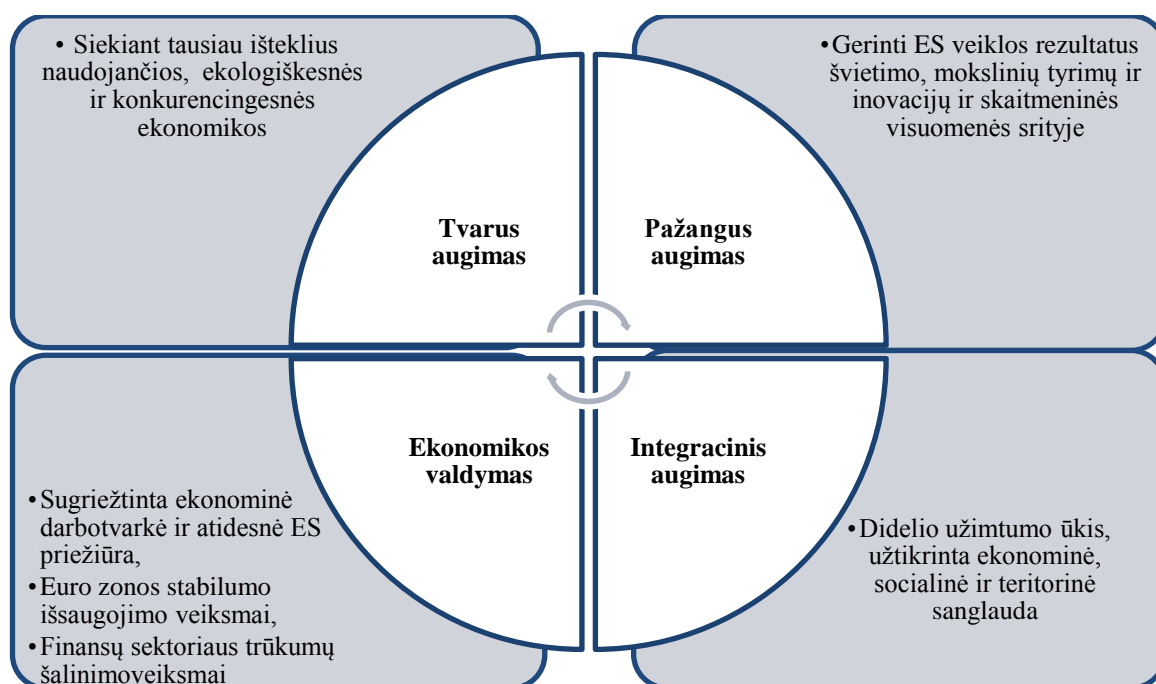 • Siekiant tausiau išteklius
naudojančios, ekologiškesnės
ir konkurencingesnės
ekonomikos
•Gerinti ES veiklos rezultatus
švietimo, mokslinių tyrimų ir
inovacijų ir skaitmeninės
visuomenės srityje
Tvarus
augimas
Pažangus
augimas
Ekonomikos
valdymas
Integracinis
augimas
•Sugriežtinta ekonominė
darbotvarkė ir atidesnė ES
priežiūra,
•Euro zonos stabilumo
išsaugojimo veiksmai,
•Finansų sektoriaus trūkumų
šalinimoveiksmai
•Didelio užimtumo ūkis,
užtikrinta ekonominė,
socialinė ir teritorinė
sanglauda